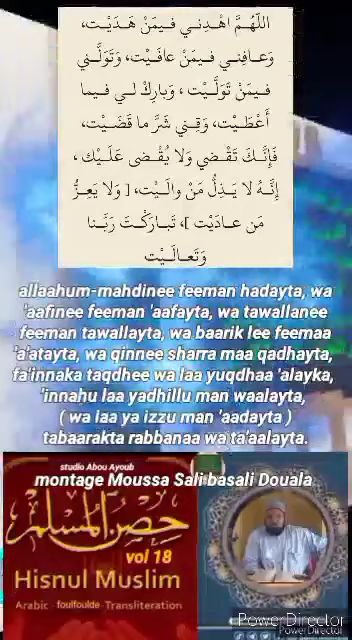 اللَّهُمَّ اهْدِنِي فِيمَنْ هَدَيْتَ،
وَعَافِنِي فِيمَنْ عَافَيْتَ، وَتَوَلَّنِي
فِيمَنْ تَوَلَّيْتَ، وَبَارِكْ لِي فِيمَا
أَعْطَيْتَ، وَقِنِي شَرَّ مَا قَضَيْتَ،
فَإِنَّكَ تَقْضِي وَلَا يُقْضَى عَلَيْكَ،
إِنَّهُ لَا يَذِلُّ مَنْ وَالَيْتَ، [ وَلَا يَعِزُّ
مَن عَادَيْتَ ]، تَبَارَكْتَ رَبَّنَا
وَتَعَالَيْتَ
allaahum-mahdinee feeman hadayta, wa
'aafinee feeman 'aafayta, wa tawallanee
feeman tawallayta, wa baarik lee feemaa
'a'atayta, wa qinnee sharra maa qadhayta,
fa'innaka taqdhee wa laa yuqdhaa 'alayka,
'innahu laa yadhillu man waalayta,
( wa laa ya izzu man 'aadayta )
tabaarakta rabbanaa wa ta'aalayta.
studio Abou Ayoub
montage Moussa Sali basali Douala
حصن المسلم
vol 18
Hisnul Muslim
Arabic - foulfoulde - Transliteration
PowerDirector
PowerDirector